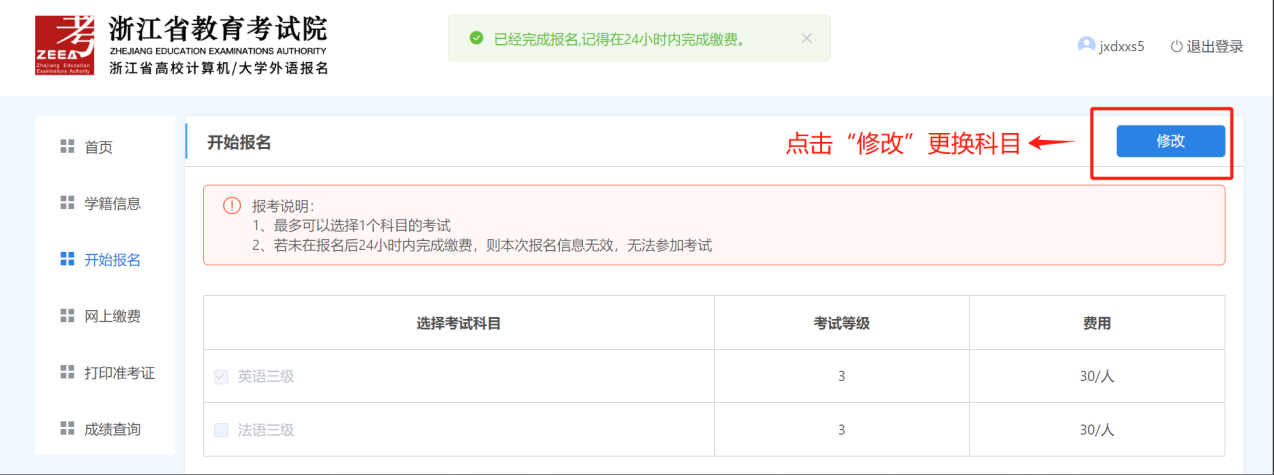 考
ZEEA
Zhejiang Education
Examinations Authority
浙江省教育考试院
ZHEJIANG EDUCATION EXAMINATIONS AUTHORITY
浙江省高校计算机/大学外语报名
已经完成报名,记得在24小时内完成缴费。
jxdxxs5
退出登录
首页
学籍信息
开始报名
网上缴费
打印准考证
成绩查询
开始报名
点击“修改”更换科目
修改
报考说明：
1、最多可以选择1个科目的考试
2、若未在报名后24小时内完成缴费，则本次报名信息无效，无法参加考试
选择考试科目 考试等级 费用
英语三级 3 30/人
法语三级 3 30/人